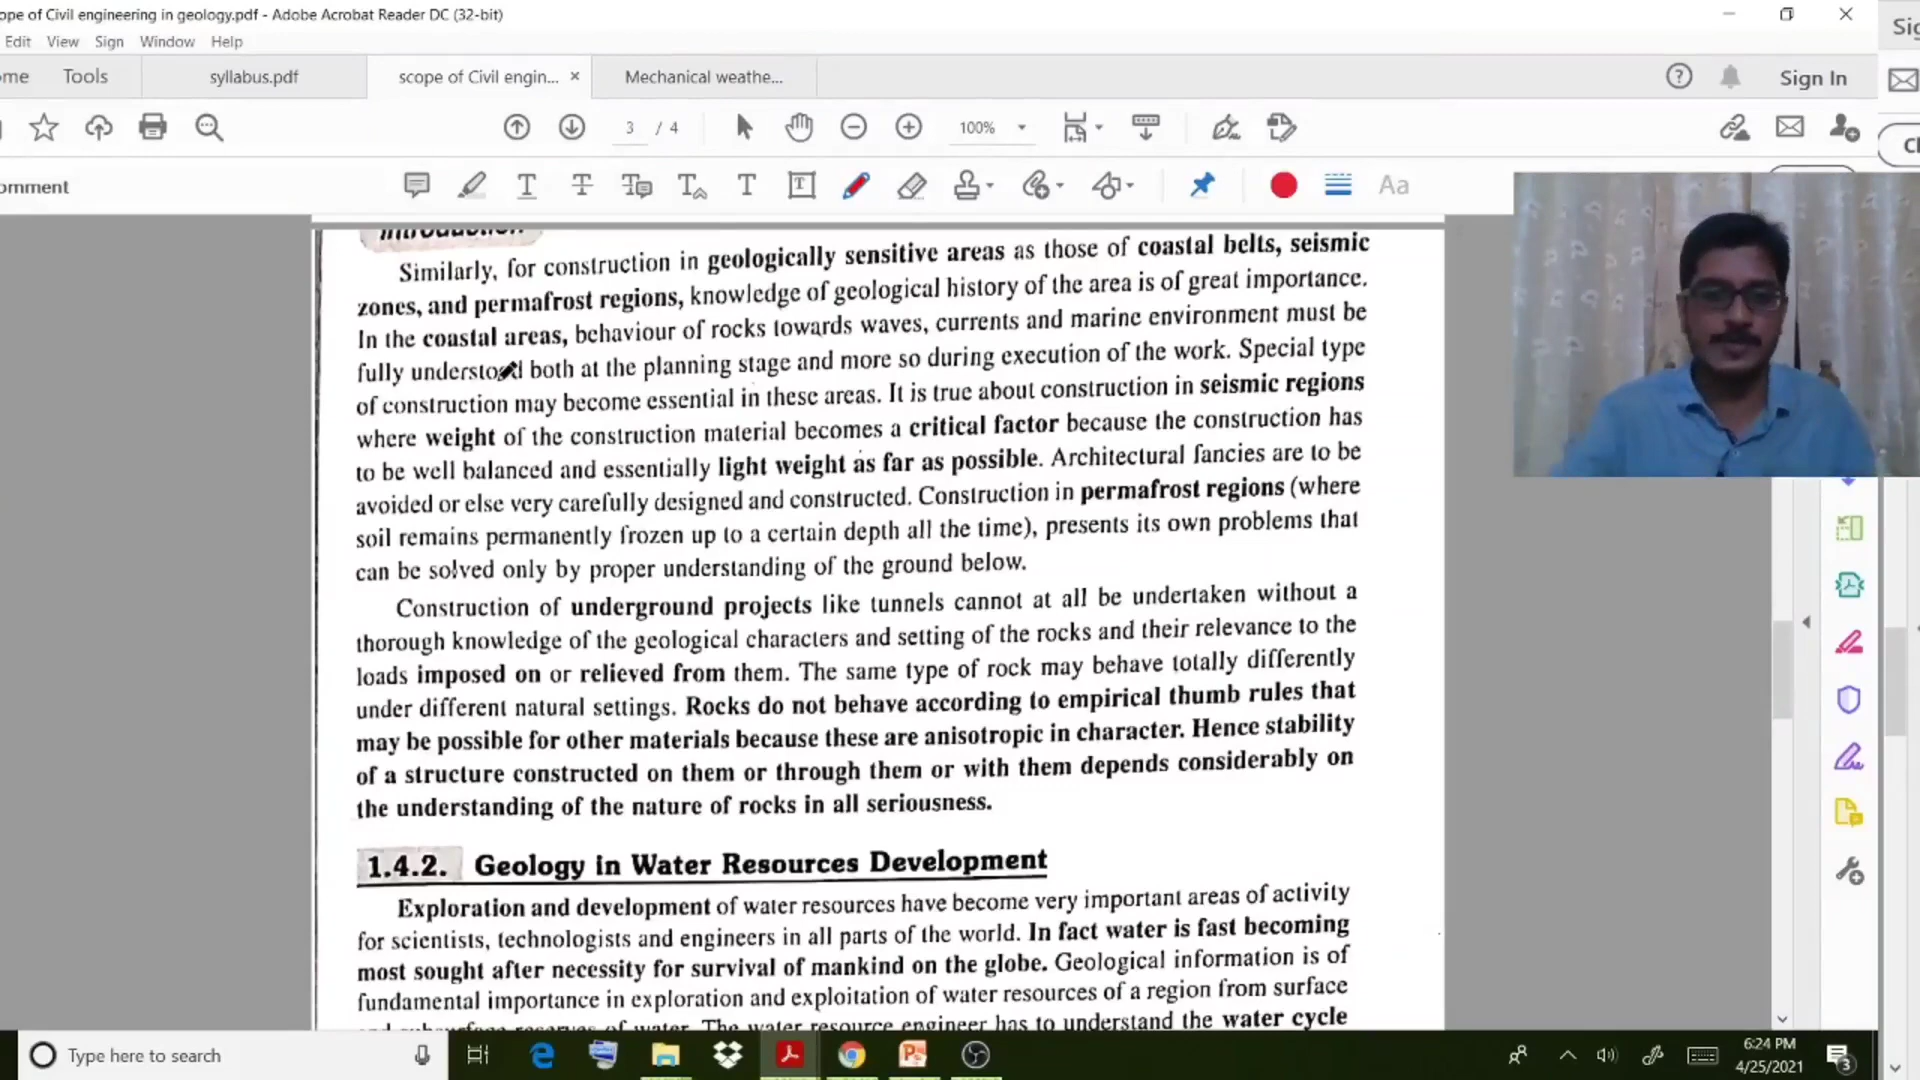 ope of Civil engineering in geology.pdf - Adobe Acrobat Reader DC (32-bit)
Edit View Sign Window Help
ome Tools syllabus.pdf scope of Civil engin... Mechanical weathe... Sign In
3 / 4 100%
omment Aa
Introduction
Similarly, for construction in geologically sensitive areas as those of coastal belts, seismic
zones, and permafrost regions, knowledge of geological history of the area is of great importance.
In the coastal areas, behaviour of rocks towards waves, currents and marine environment must be
fully understood both at the planning stage and more so during execution of the work. Special type
of construction may become essential in these areas. It is true about construction in seismic regions
where weight of the construction material becomes a critical factor because the construction has
to be well balanced and essentially light weight as far as possible. Architectural fancies are to be
avoided or else very carefully designed and constructed. Construction in permafrost regions (where
soil remains permanently frozen up to a certain depth all the time), presents its own problems that
can be solved only by proper understanding of the ground below.
Construction of underground projects like tunnels cannot at all be undertaken without a
thorough knowledge of the geological characters and setting of the rocks and their relevance to the
loads imposed on or relieved from them. The same type of rock may behave totally differently
under different natural settings. Rocks do not behave according to empirical thumb rules that
may be possible for other materials because these are anisotropic in character. Hence stability
of a structure constructed on them or through them or with them depends considerably on
the understanding of the nature of rocks in all seriousness.
1.4.2. Geology in Water Resources Development
Exploration and development of water resources have become very important areas of activity
for scientists, technologists and engineers in all parts of the world. In fact water is fast becoming
most sought after necessity for survival of mankind on the globe. Geological information is of
fundamental importance in exploration and exploitation of water resources of a region from surface
and subsurface reserves of water. The water resource engineer has to understand the water cycle
Type here to search
6:24 PM
4/25/2021
3